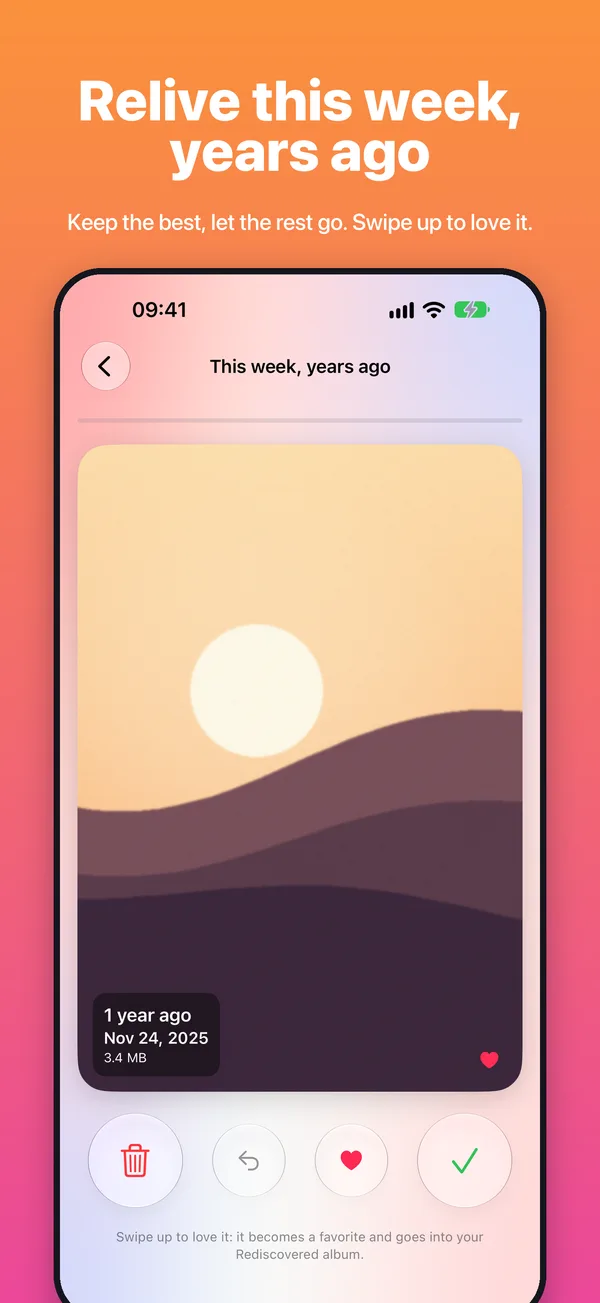 Relive this week,
years ago
Keep the best, let the rest go. Swipe up to love it.
09:41
This week, years ago
1 year ago
Nov 24, 2025
3.4 MB
Swipe up to love it: it becomes a favorite and goes into your
Rediscovered album.